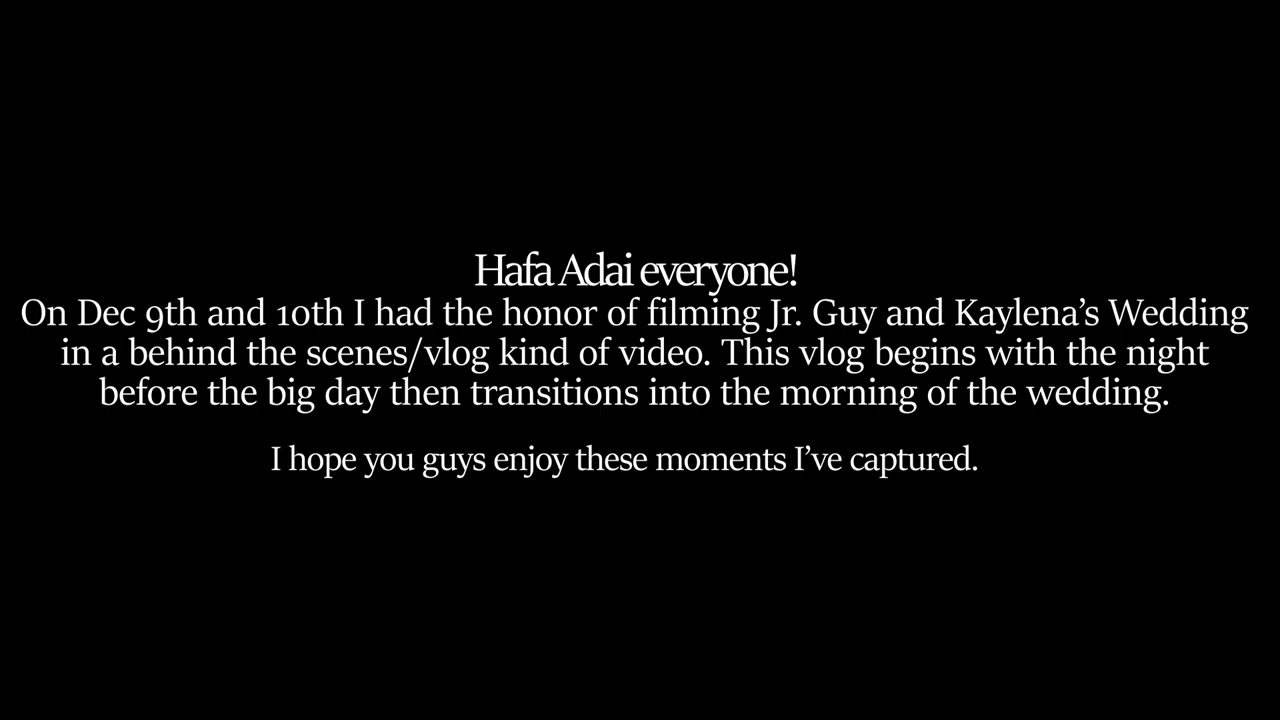 Hafa Adai everyone!
On Dec 9th and 10th I had the honor of filming Jr. Guy and Kaylena’s Wedding
in a behind the scenes/vlog kind of video. This vlog begins with the night
before the big day then transitions into the morning of the wedding.
I hope you guys enjoy these moments I’ve captured.